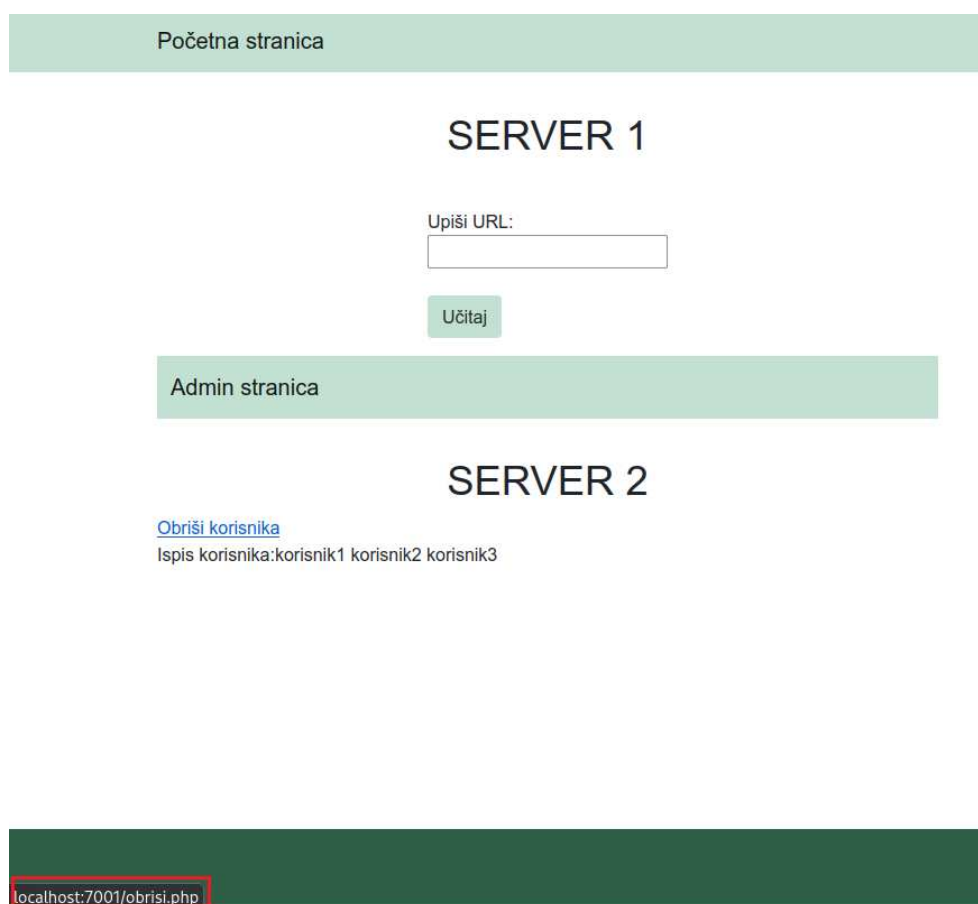 Početna stranica
SERVER 1
Upiši URL:
Učitaj
Admin stranica
SERVER 2
Obriši korisnika
Ispis korisnika:korisnik1 korisnik2 korisnik3
localhost:7001/obrisi.php